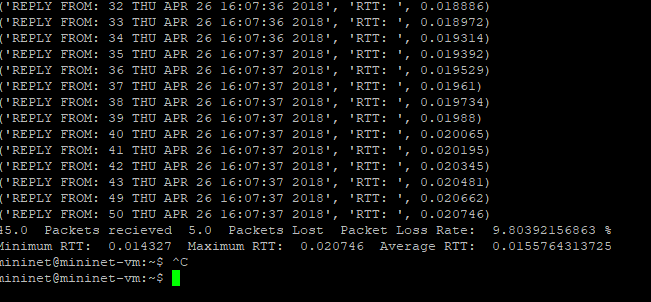 ('REPLY FROM: 32 THU APR 26 16:07:36 2018', 'RTT: ', 0.018886)
('REPLY FROM: 33 THU APR 26 16:07:36 2018', 'RTT: ', 0.018972)
('REPLY FROM: 34 THU APR 26 16:07:36 2018', 'RTT: ', 0.019314)
('REPLY FROM: 35 THU APR 26 16:07:37 2018', 'RTT: ', 0.019392)
('REPLY FROM: 36 THU APR 26 16:07:37 2018', 'RTT: ', 0.019529)
('REPLY FROM: 37 THU APR 26 16:07:37 2018', 'RTT: ', 0.01961)
('REPLY FROM: 38 THU APR 26 16:07:37 2018', 'RTT: ', 0.019734)
('REPLY FROM: 39 THU APR 26 16:07:37 2018', 'RTT: ', 0.01988)
('REPLY FROM: 40 THU APR 26 16:07:37 2018', 'RTT: ', 0.020065)
('REPLY FROM: 41 THU APR 26 16:07:37 2018', 'RTT: ', 0.020195)
('REPLY FROM: 42 THU APR 26 16:07:37 2018', 'RTT: ', 0.020345)
('REPLY FROM: 43 THU APR 26 16:07:37 2018', 'RTT: ', 0.020481)
('REPLY FROM: 49 THU APR 26 16:07:37 2018', 'RTT: ', 0.020662)
('REPLY FROM: 50 THU APR 26 16:07:37 2018', 'RTT: ', 0.020746)
45.0  Packets recieved  5.0  Packets Lost  Packet Loss Rate:  9.80392156863 %
Minimum RTT:  0.014327  Maximum RTT:  0.020746  Average RTT:  0.0155764313725
mininet@mininet-vm:~$ ^C
mininet@mininet-vm:~$